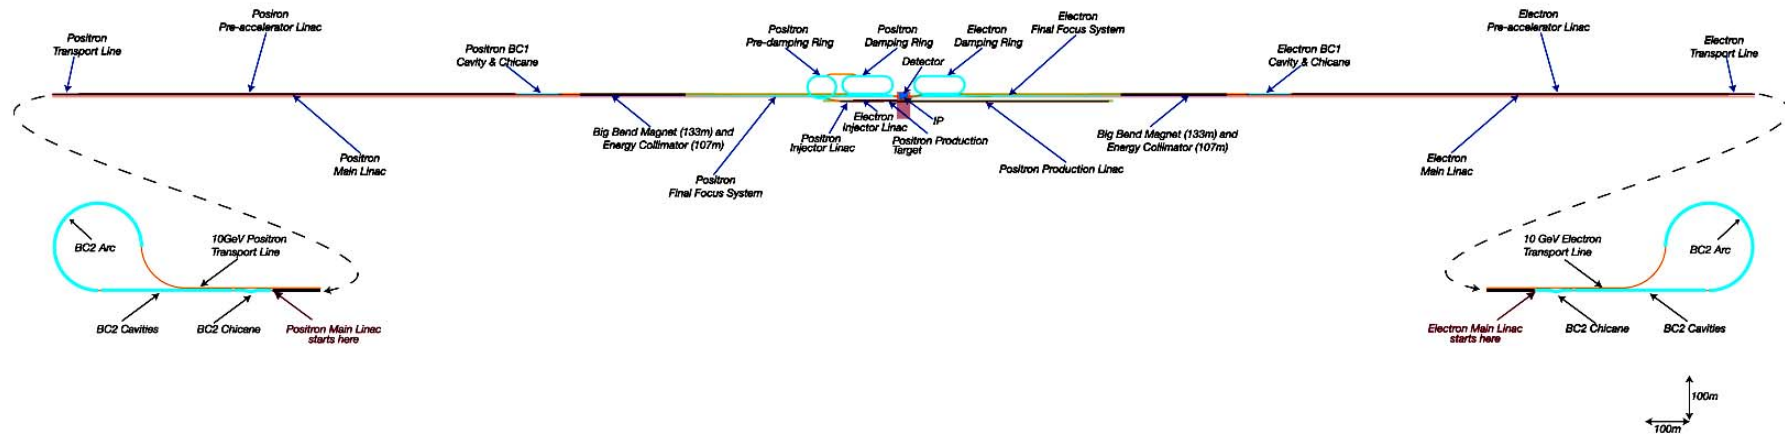 Positron
Transport Line
Positron
Pre-accelerator Linac
Positron BC1
Cavity & Chicane
Positron
Pre-damping Ring
Positron
Damping Ring
Electron
Damping Ring
Detector
Electron
Final Focus System
Electron BC1
Cavity & Chicane
Electron
Pre-accelerator Linac
Electron
Transport Line
Positron
Main Linac
Big Bend Magnet (133m) and
Energy Collimator (107m)
Positron
Final Focus System
Positron
Injector Linac
Electron
Injector Linac
Positron Production
Target
IP
Positron Production Linac
Big Bend Magnet (133m) and
Energy Collimator (107m)
Electron
Main Linac
BC2 Arc
10GeV Positron
Transport Line
BC2 Cavities
BC2 Chicane
Positron Main Linac
starts here
10 GeV Electron
Transport Line
BC2 Arc
Electron Main Linac
starts here
BC2 Chicane
BC2 Cavities
100m
100m